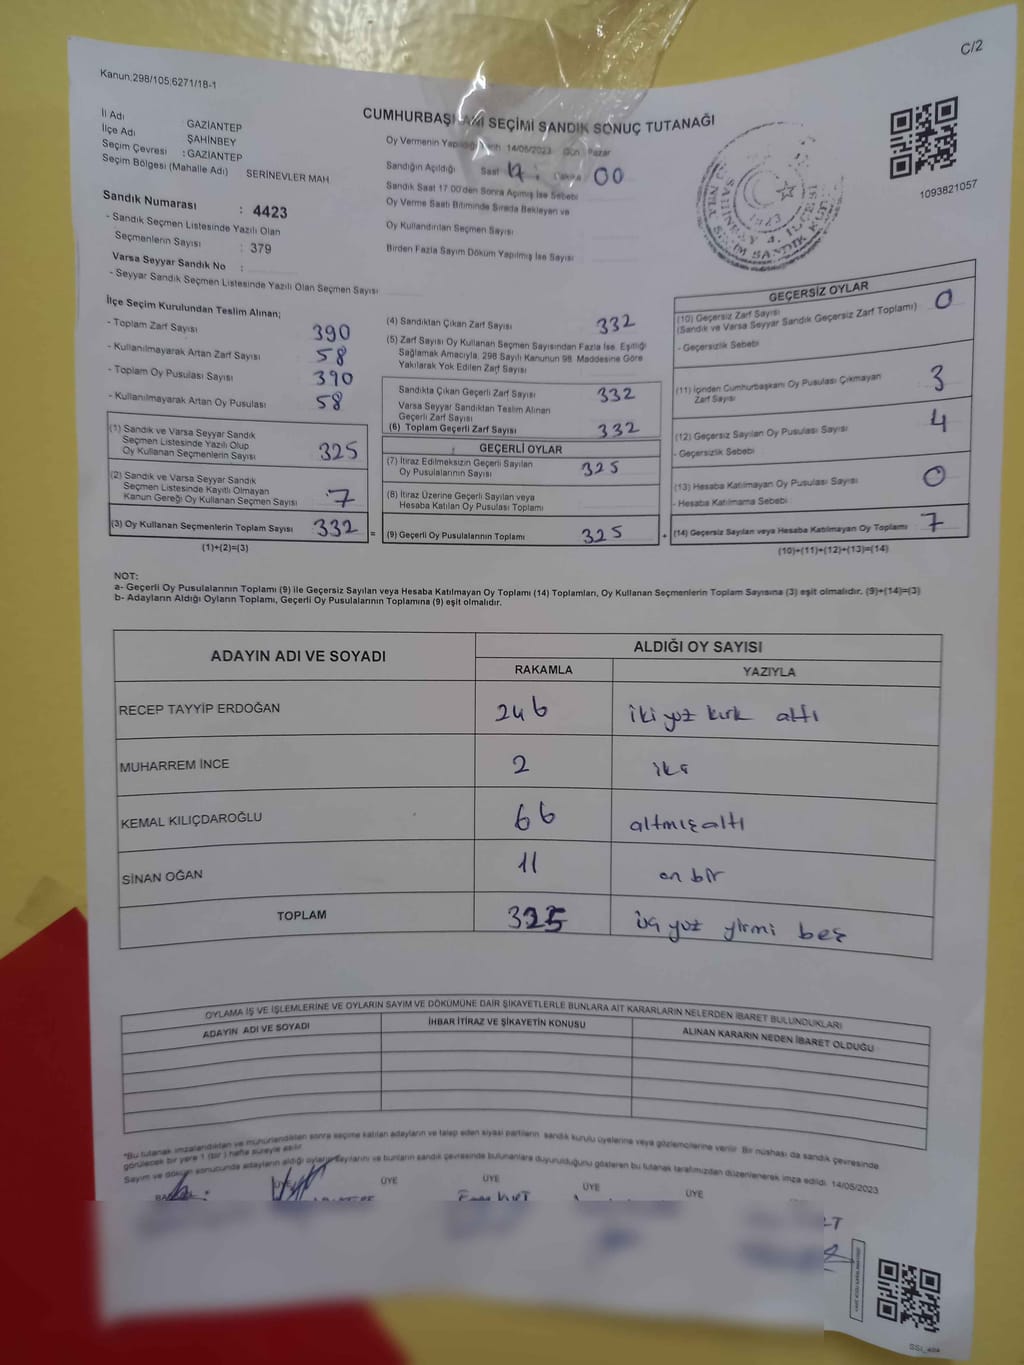 C/2
Kanun;298/105;6271/18-1
CUMHURBAŞKANI SEÇİMİ SANDIK SONUÇ TUTANAĞI
1093821057
İl Adı GAZİANTEP
İlçe Adı ŞAHİNBEY
Seçim Çevresi : GAZİANTEP
Seçim Bölgesi (Mahalle Adı) SERİNEVLER MAH
Sandık Numarası : 4423
- Sandık Seçmen Listesinde Yazılı Olan
Seçmenlerin Sayısı : 379
Varsa Seyyar Sandık No :
- Seyyar Sandık Seçmen Listesinde Yazılı Olan Seçmen Sayısı
Oy Vermenin Yapıldığı Tarih 14/05/2023 Gün Pazar
Sandığın Açıldığı Saat 17 Dakika 00
Sandık Saat 17.00'den Sonra Açımış İse Sebebi
Oy Verme Saati Bitiminde Sırada Bekleyen ve
Oy Kullandırılan Seçmen Sayısı
Birden Fazla Sayım Döküm Yapılmış İse Sayısı
İlçe Seçim Kurulundan Teslim Alınan;
- Toplam Zarf Sayısı 390
- Kullanılmayarak Artan Zarf Sayısı 58
- Toplam Oy Pusulası Sayısı 390
- Kullanılmayarak Artan Oy Pusulası 58
(1) Sandık ve Varsa Seyyar Sandık
Seçmen Listesinde Yazılı Olup
Oy Kullanan Seçmenlerin Sayısı 325
(2) Sandık ve Varsa Seyyar Sandık
Seçmen Listesinde Kayıtlı Olmayan
Kanun Gereği Oy Kullanan Seçmen Sayısı 7
(3) Oy Kullanan Seçmenlerin Toplam Sayısı 332 =
(1)+(2)=(3)
(4) Sandıktan Çıkan Zarf Sayısı 332
(5) Zarf Sayısı Oy Kullanan Seçmen Sayısından Fazla İse, Eşitliği
Sağlamak Amacıyla, 298 Sayılı Kanunun 98. Maddesine Göre
Yakılarak Yok Edilen Zarf Sayısı
Sandıkta Çıkan Geçerli Zarf Sayısı 332
Varsa Seyyar Sandıktan Teslim Alınan
Geçerli Zarf Sayısı
(6) Toplam Geçerli Zarf Sayısı 332
GEÇERLİ OYLAR
(7) İtiraz Edilmeksizin Geçerli Sayılan
Oy Pusulalarının Sayısı 325
(8) İtiraz Üzerine Geçerli Sayılan veya
Hesaba Katılan Oy Pusulası Toplamı
(9) Geçerli Oy Pusulalarının Toplamı 325 +
GEÇERSİZ OYLAR
(10) Geçersiz Zarf Sayısı 0
(Sandık ve Varsa Seyyar Sandık Geçersiz Zarf Toplamı)
- Geçersizlik Sebebi
(11) İçinden Cumhurbaşkanı Oy Pusulası Çıkmayan 3
Zarf Sayısı
(12) Geçersiz Sayılan Oy Pusulası Sayısı 4
- Geçersizlik Sebebi
(13) Hesaba Katılmayan Oy Pusulası Sayısı 0
- Hesaba Katılmama Sebebi
(14) Geçersiz Sayılan veya Hesaba Katılmayan Oy Toplamı 7
(10)+(11)+(12)+(13)=(14)
NOT:
a- Geçerli Oy Pusulalarının Toplamı (9) ile Geçersiz Sayılan veya Hesaba Katılmayan Oy Toplamı (14) Toplamları, Oy Kullanan Seçmenlerin Toplam Sayısına (3) eşit olmalıdır. (9)+(14)=(3)
b- Adayların Aldığı Oyların Toplamı, Geçerli Oy Pusulalarının Toplamına (9) eşit olmalıdır.
ADAYIN ADI VE SOYADI ALDIĞI OY SAYISI
RAKAMLA YAZIYLA
RECEP TAYYİP ERDOĞAN 246 iki yüz kırk altı
MUHARREM İNCE 2 iki
KEMAL KILIÇDAROĞLU 66 altmışaltı
SİNAN OĞAN 11 on bir
TOPLAM 325 üç yüz yirmi beş
OYLAMA İŞ VE İŞLEMLERİNE VE OYLARIN SAYIM VE DÖKÜMÜNE DAİR ŞİKAYETLERLE BUNLARA AİT KARARLARIN NELERDEN İBARET BULUNDUKLARI
ADAYIN ADI VE SOYADI İHBAR İTİRAZ VE ŞİKAYETİN KONUSU ALINAN KARARIN NEDEN İBARET OLDUĞU
*Bu tutanak imzalandıktan ve mühürlendikten sonra seçime katılan adayların ve talep eden siyasi partilerin sandık kurulu üyelerine veya gözlemcilerine verilir. Bir nüshası da sandık çevresinde
görülecek bir yere 1 (bir) hafta süreyle asılır.
Sayım ve döküm sonucunda adayların aldığı oyların sayılarını ve bunların sandık çevresinde bulunanlara duyurulduğunu gösteren bu tutanak tarafımızdan düzenlenerek imza edildi. 14/05/2023
ÜYE ÜYE ÜYE ÜYE ÜYE